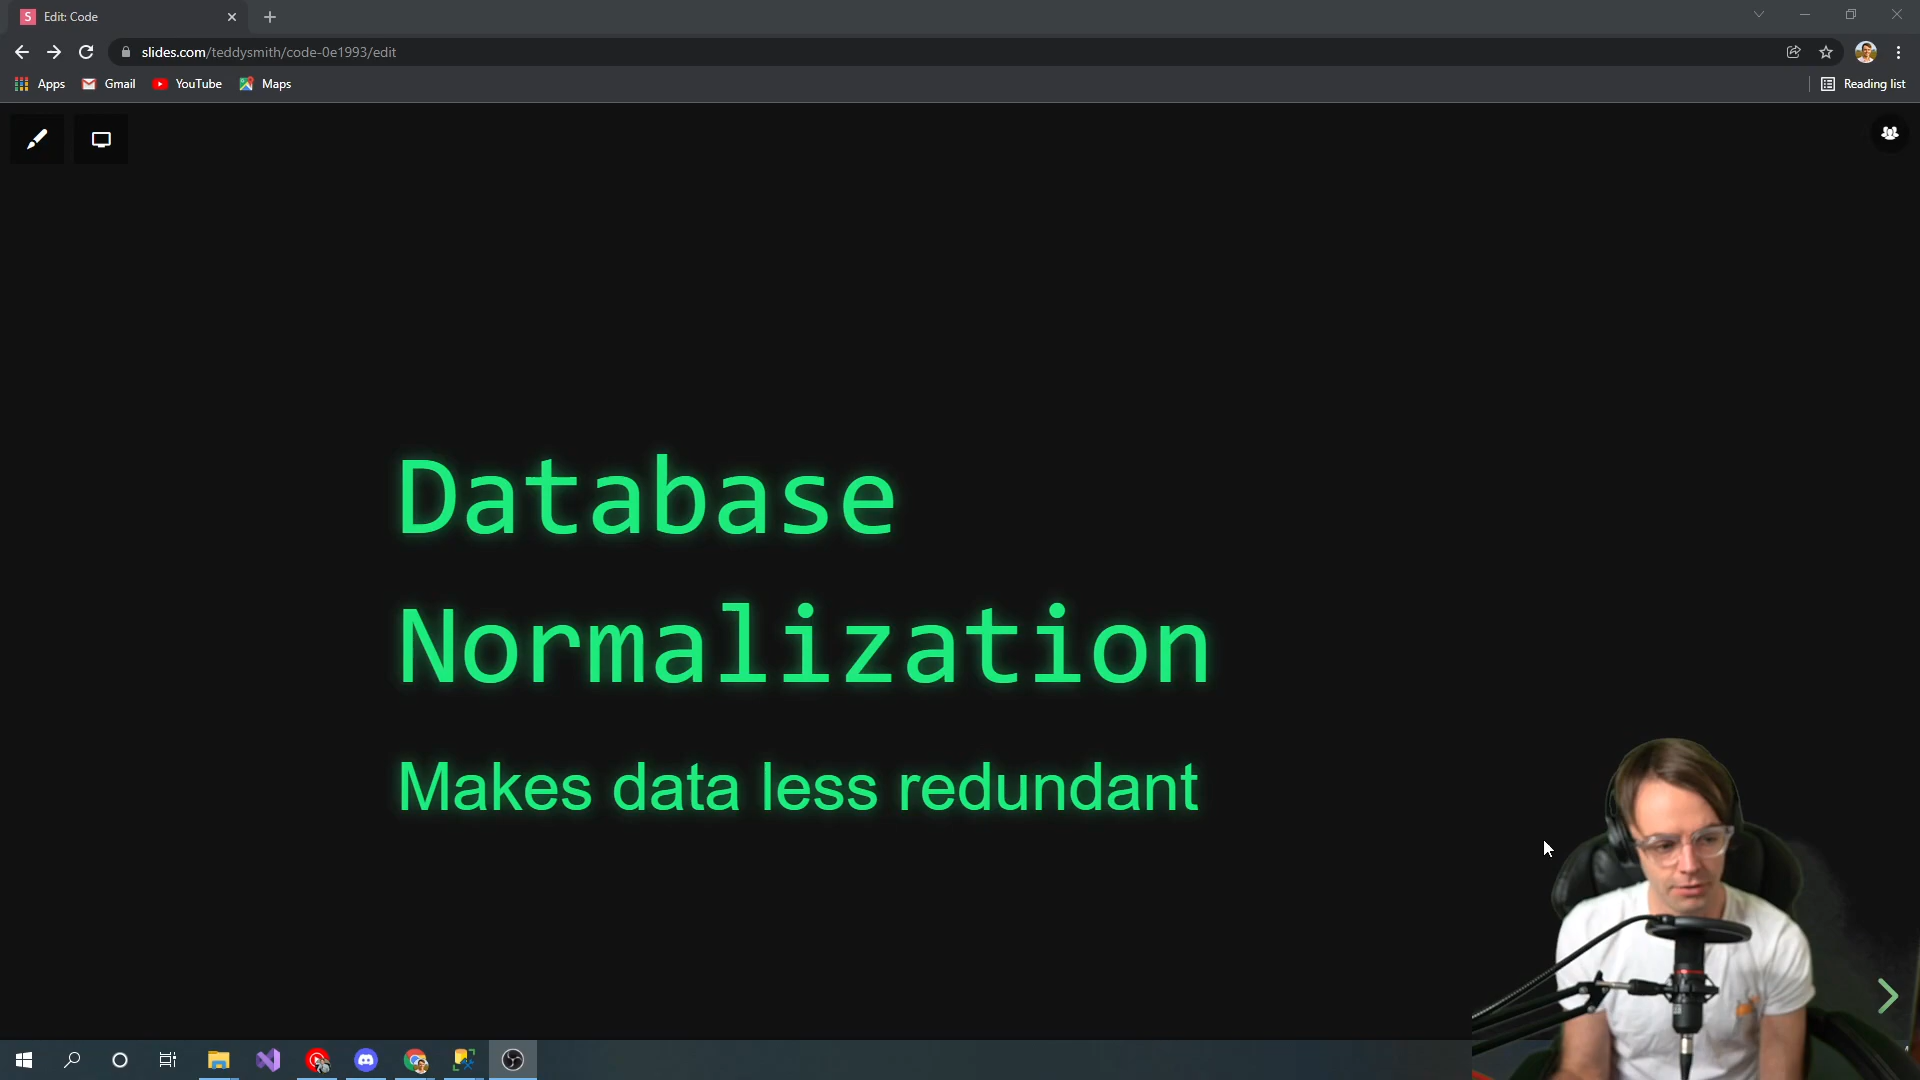 S Edit: Code
slides.com/teddysmith/code-0e1993/edit
Apps Gmail YouTube Maps Reading list
Database
Normalization
Makes data less redundant